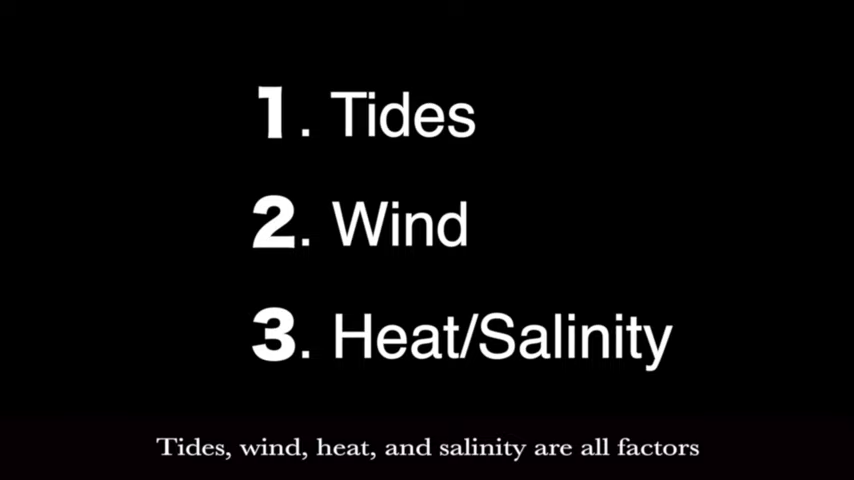 1. Tides
2. Wind
3. Heat/Salinity
Tides, wind, heat, and salinity are all factors